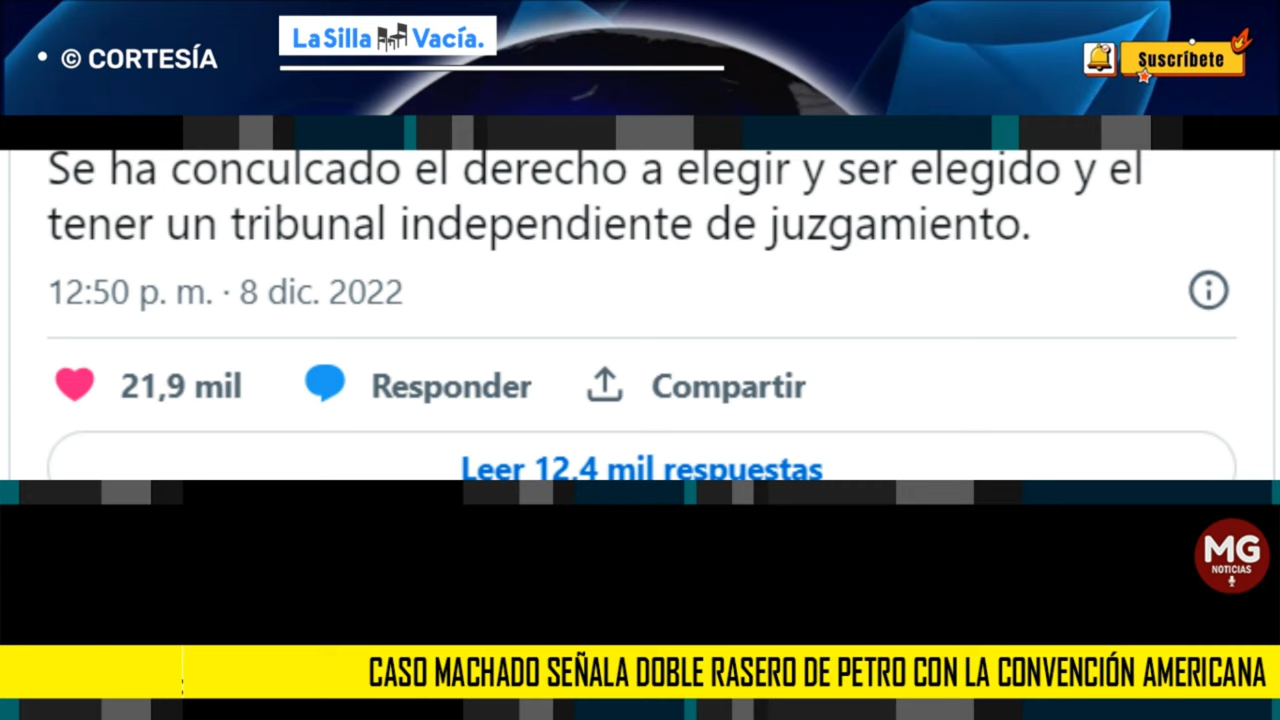 • © CORTESÍA
LaSilla Vacía.
Suscríbete
Se ha conculcado el derecho a elegir y ser elegido y el
tener un tribunal independiente de juzgamiento.
12:50 p. m. · 8 dic. 2022
21,9 mil Responder Compartir
Leer 12,4 mil respuestas
MG
NOTICIAS
CASO MACHADO SEÑALA DOBLE RASERO DE PETRO CON LA CONVENCIÓN AMERICANA